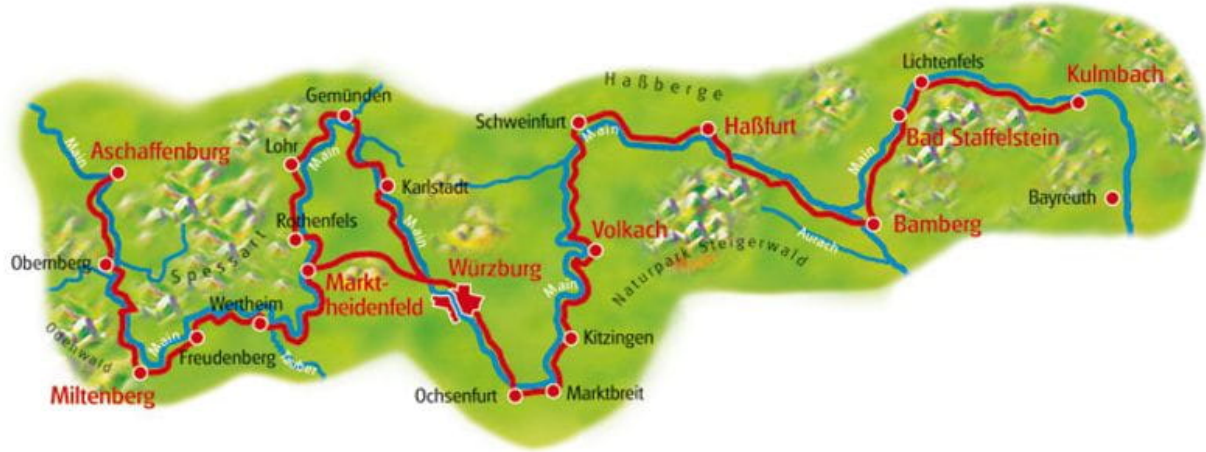 Lichtenfels
Kulmbach
Haßberge
Gemünden
Schweinfurt
Main
Haßfurt
Main
Bad Staffelstein
Main
Aschaffenburg
Lohr
Main
Karlstadt
Main
Bayreuth
Rothenfels
Volkach
Bamberg
Aurach
Naturpark Steigerwald
Spessart
Obernberg
Markt-
heidenfeld
Würzburg
Main
Wertheim
Main
Freudenberg
Kitzingen
Odenwald
Tauber
Miltenberg
Ochsenfurt
Marktbreit